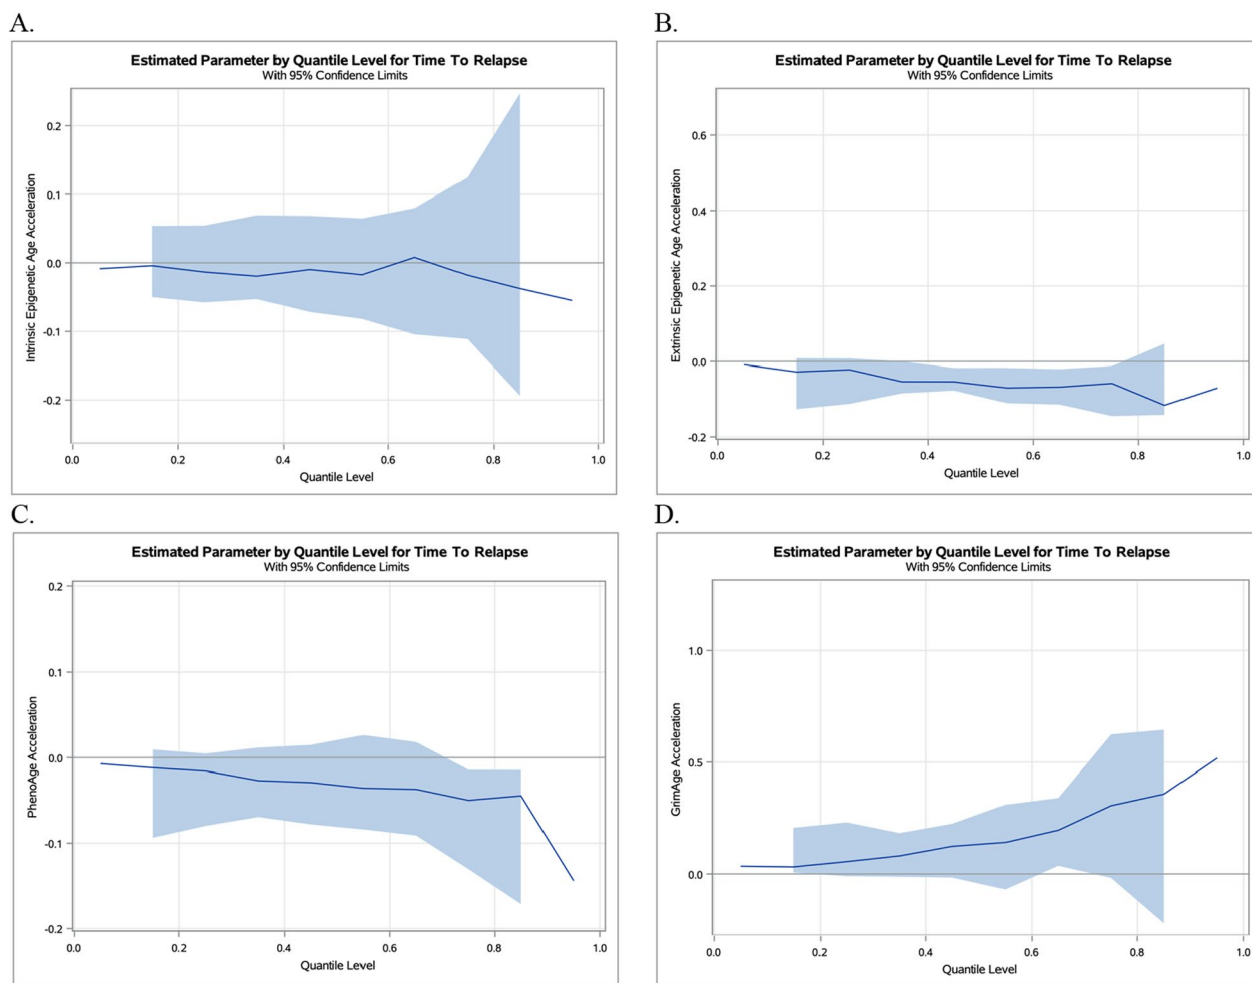 A.
Estimated Parameter by Quantile Level for Time To Relapse
With 95% Confidence Limits
Intrinsic Epigenetic Age Acceleration
0.2
0.1
0.0
-0.1
-0.2
0.0 0.2 0.4 0.6 0.8 1.0
Quantile Level
B.
Estimated Parameter by Quantile Level for Time To Relapse
With 95% Confidence Limits
Extrinsic Epigenetic Age Acceleration
0.6
0.4
0.2
0.0
-0.2
0.0 0.2 0.4 0.6 0.8 1.0
Quantile Level
C.
Estimated Parameter by Quantile Level for Time To Relapse
With 95% Confidence Limits
PhenoAge Acceleration
0.2
0.1
0.0
-0.1
-0.2
0.0 0.2 0.4 0.6 0.8 1.0
Quantile Level
D.
Estimated Parameter by Quantile Level for Time To Relapse
With 95% Confidence Limits
GrimAge Acceleration
1.0
0.5
0.0
0.0 0.2 0.4 0.6 0.8 1.0
Quantile Level